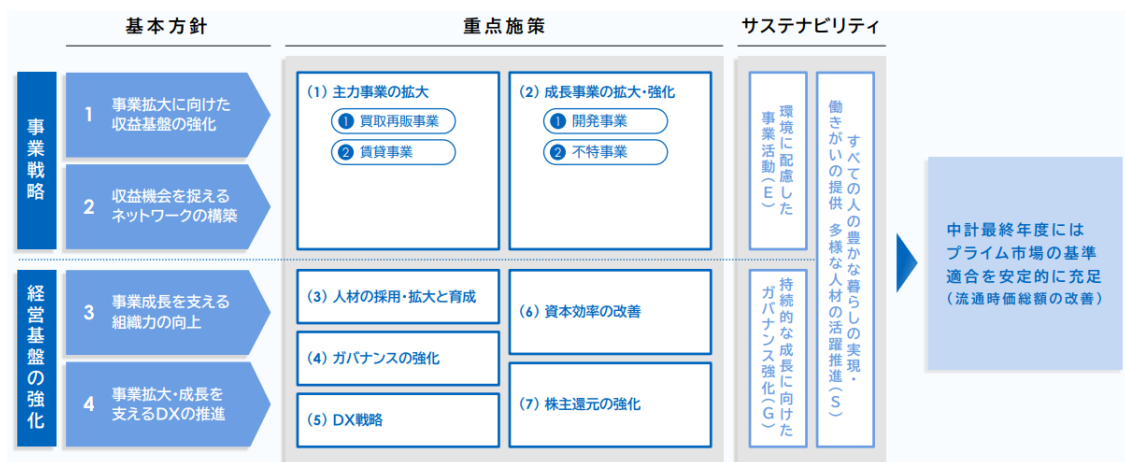 基本方針
重点施策
サステナビリティ
事業戦略
1
事業拡大に向けた
収益基盤の強化
2
収益機会を捉える
ネットワークの構築
(1) 主力事業の拡大
1 買取再販事業
2 賃貸事業
(2) 成長事業の拡大・強化
1 開発事業
2 不特事業
環境に配慮した
事業活動(E)
すべての人の豊かな暮らしの実現・
働きがいの提供 多様な人材の活躍推進(S)
経営基盤の強化
3
事業成長を支える
組織力の向上
4
事業拡大・成長を
支えるDXの推進
(3) 人材の採用・拡大と育成
(4) ガバナンスの強化
(5) DX戦略
(6) 資本効率の改善
(7) 株主還元の強化
持続的な成長に向けた
ガバナンス強化(G)
中計最終年度には
プライム市場の基準
適合を安定的に充足
(流通時価総額の改善)